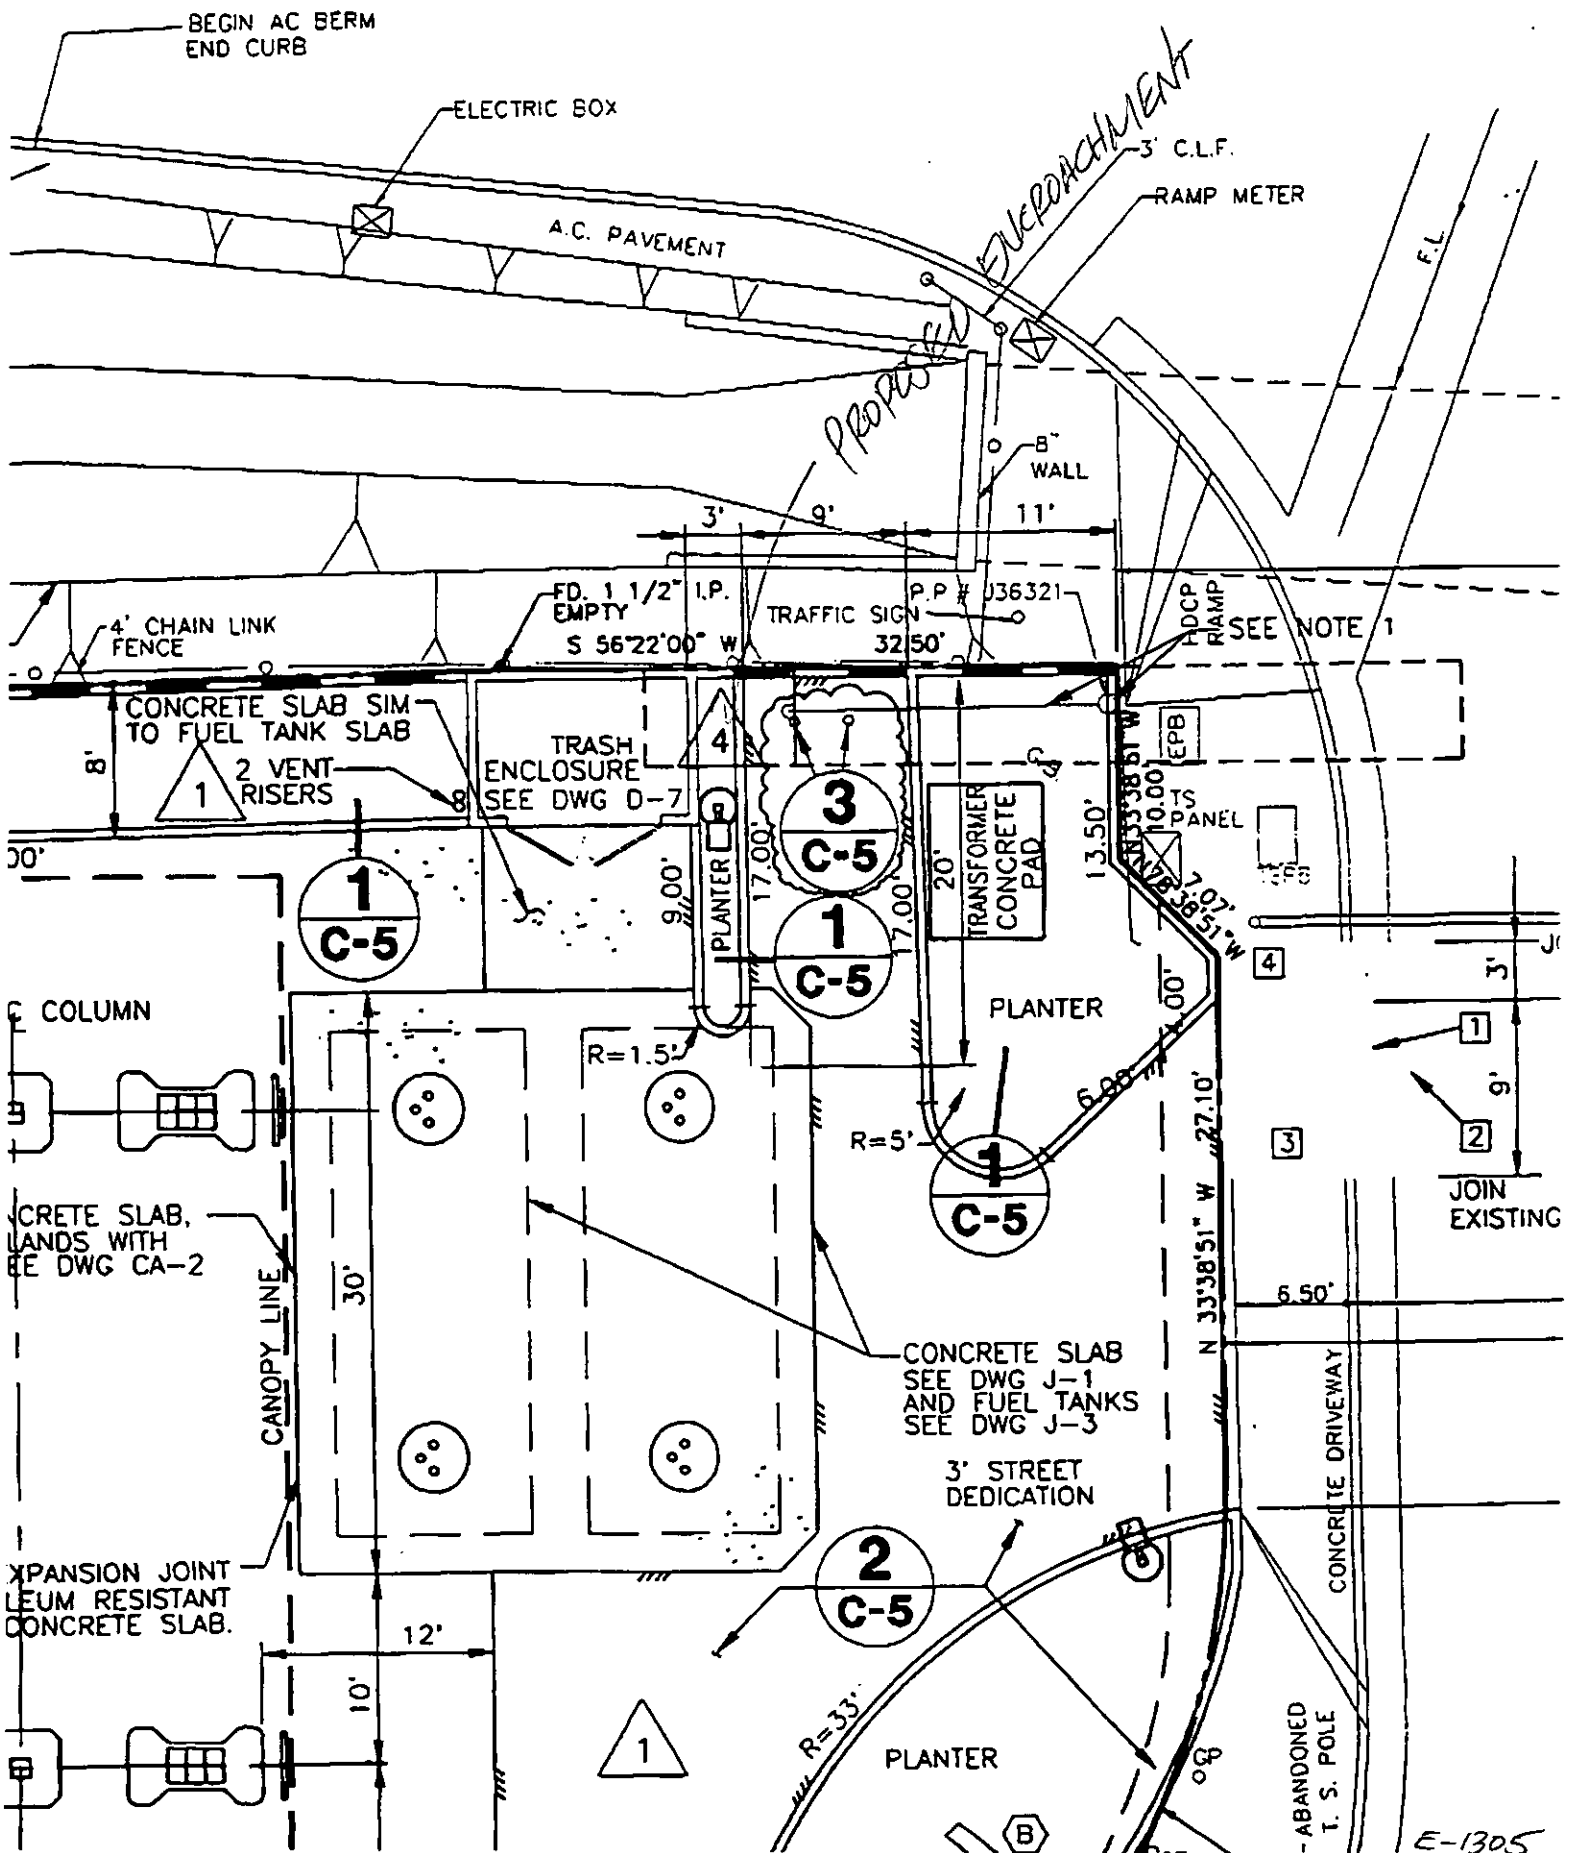 BEGIN AC BERM
END CURB
ELECTRIC BOX
PROPOSED ENCROACHMENT
3' C.L.F.
RAMP METER
A.C. PAVEMENT
F.L.
8"
WALL
3'
9'
11'
FD. 1 1/2" I.P.
EMPTY
P.P # J36321
TRAFFIC SIGN
HDCP
RAMP
SEE NOTE 1
4' CHAIN LINK
FENCE
S 56°22'00" W
32.50'
CONCRETE SLAB SIM
TO FUEL TANK SLAB
8'
1
2 VENT
RISERS
TRASH
ENCLOSURE
SEE DWG D-7
4
3
C-5
EPB
N 33°38'51" W
10.00'
TS
PANEL
13.50'
20'
TRANSFORMER
CONCRETE
PAD
00'
1
C-5
9.00'
PLANTER
17.00'
1
C-5
17.00'
7.07'
N 78°38'51" W
4
3'
COLUMN
PLANTER
1
R=1.5'
6.00'
27.10'
9'
2
3
R=5'
1
C-5
JOIN
EXISTING
CRETE SLAB,
LANDS WITH
EE DWG CA-2
CANOPY LINE
30'
N 33°38'51" W
6.50'
CONCRETE SLAB
SEE DWG J-1
AND FUEL TANKS
SEE DWG J-3
CONCRETE DRIVEWAY
3' STREET
DEDICATION
2
C-5
XPANSION JOINT
LEUM RESISTANT
CONCRETE SLAB.
12'
10'
1
R=33'
PLANTER
GP
ABANDONED
T. S. POLE
B
E-1305